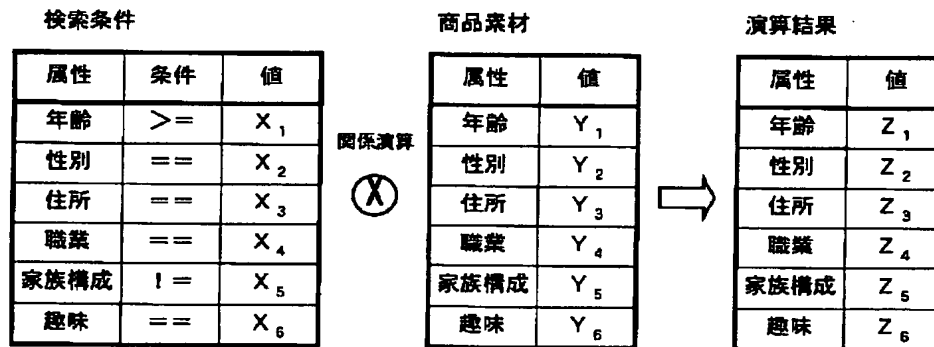 検索条件
属性 条件 値
年齢 >= X1
性別 == X2
住所 == X3
職業 == X4
家族構成 != X5
趣味 == X6
関係演算
商品素材
属性 値
年齢 Y1
性別 Y2
住所 Y3
職業 Y4
家族構成 Y5
趣味 Y6
演算結果
属性 値
年齢 Z1
性別 Z2
住所 Z3
職業 Z4
家族構成 Z5
趣味 Z6